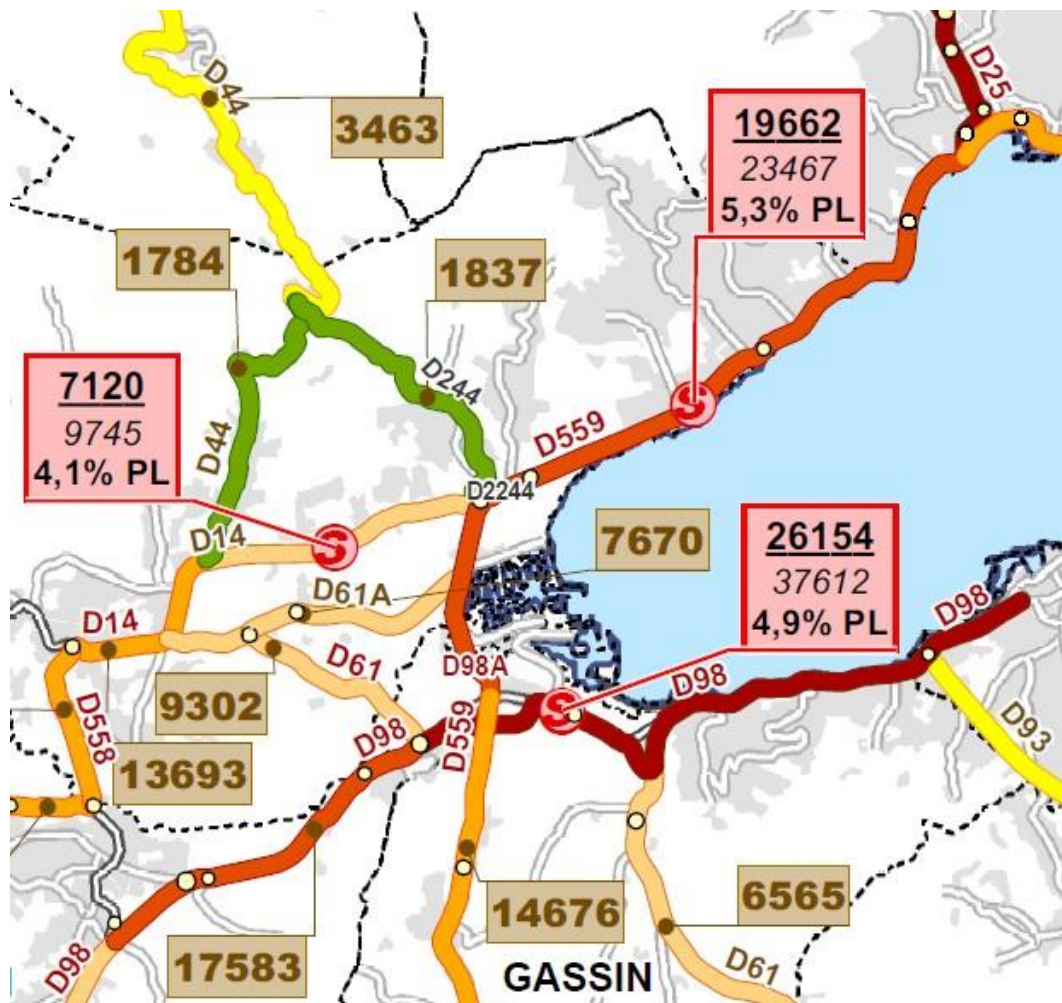 D44
3463
D25
19662
23467
5,3% PL
1784
1837
7120
9745
4,1% PL
D44
D244
D559
D2244
D14
7670
26154
37612
4,9% PL
D61A
D14
D61
D98A
D98
D98
9302
D558
D98
D559
D93
13693
14676
6565
17583
D98
GASSIN
D61
S
S
S